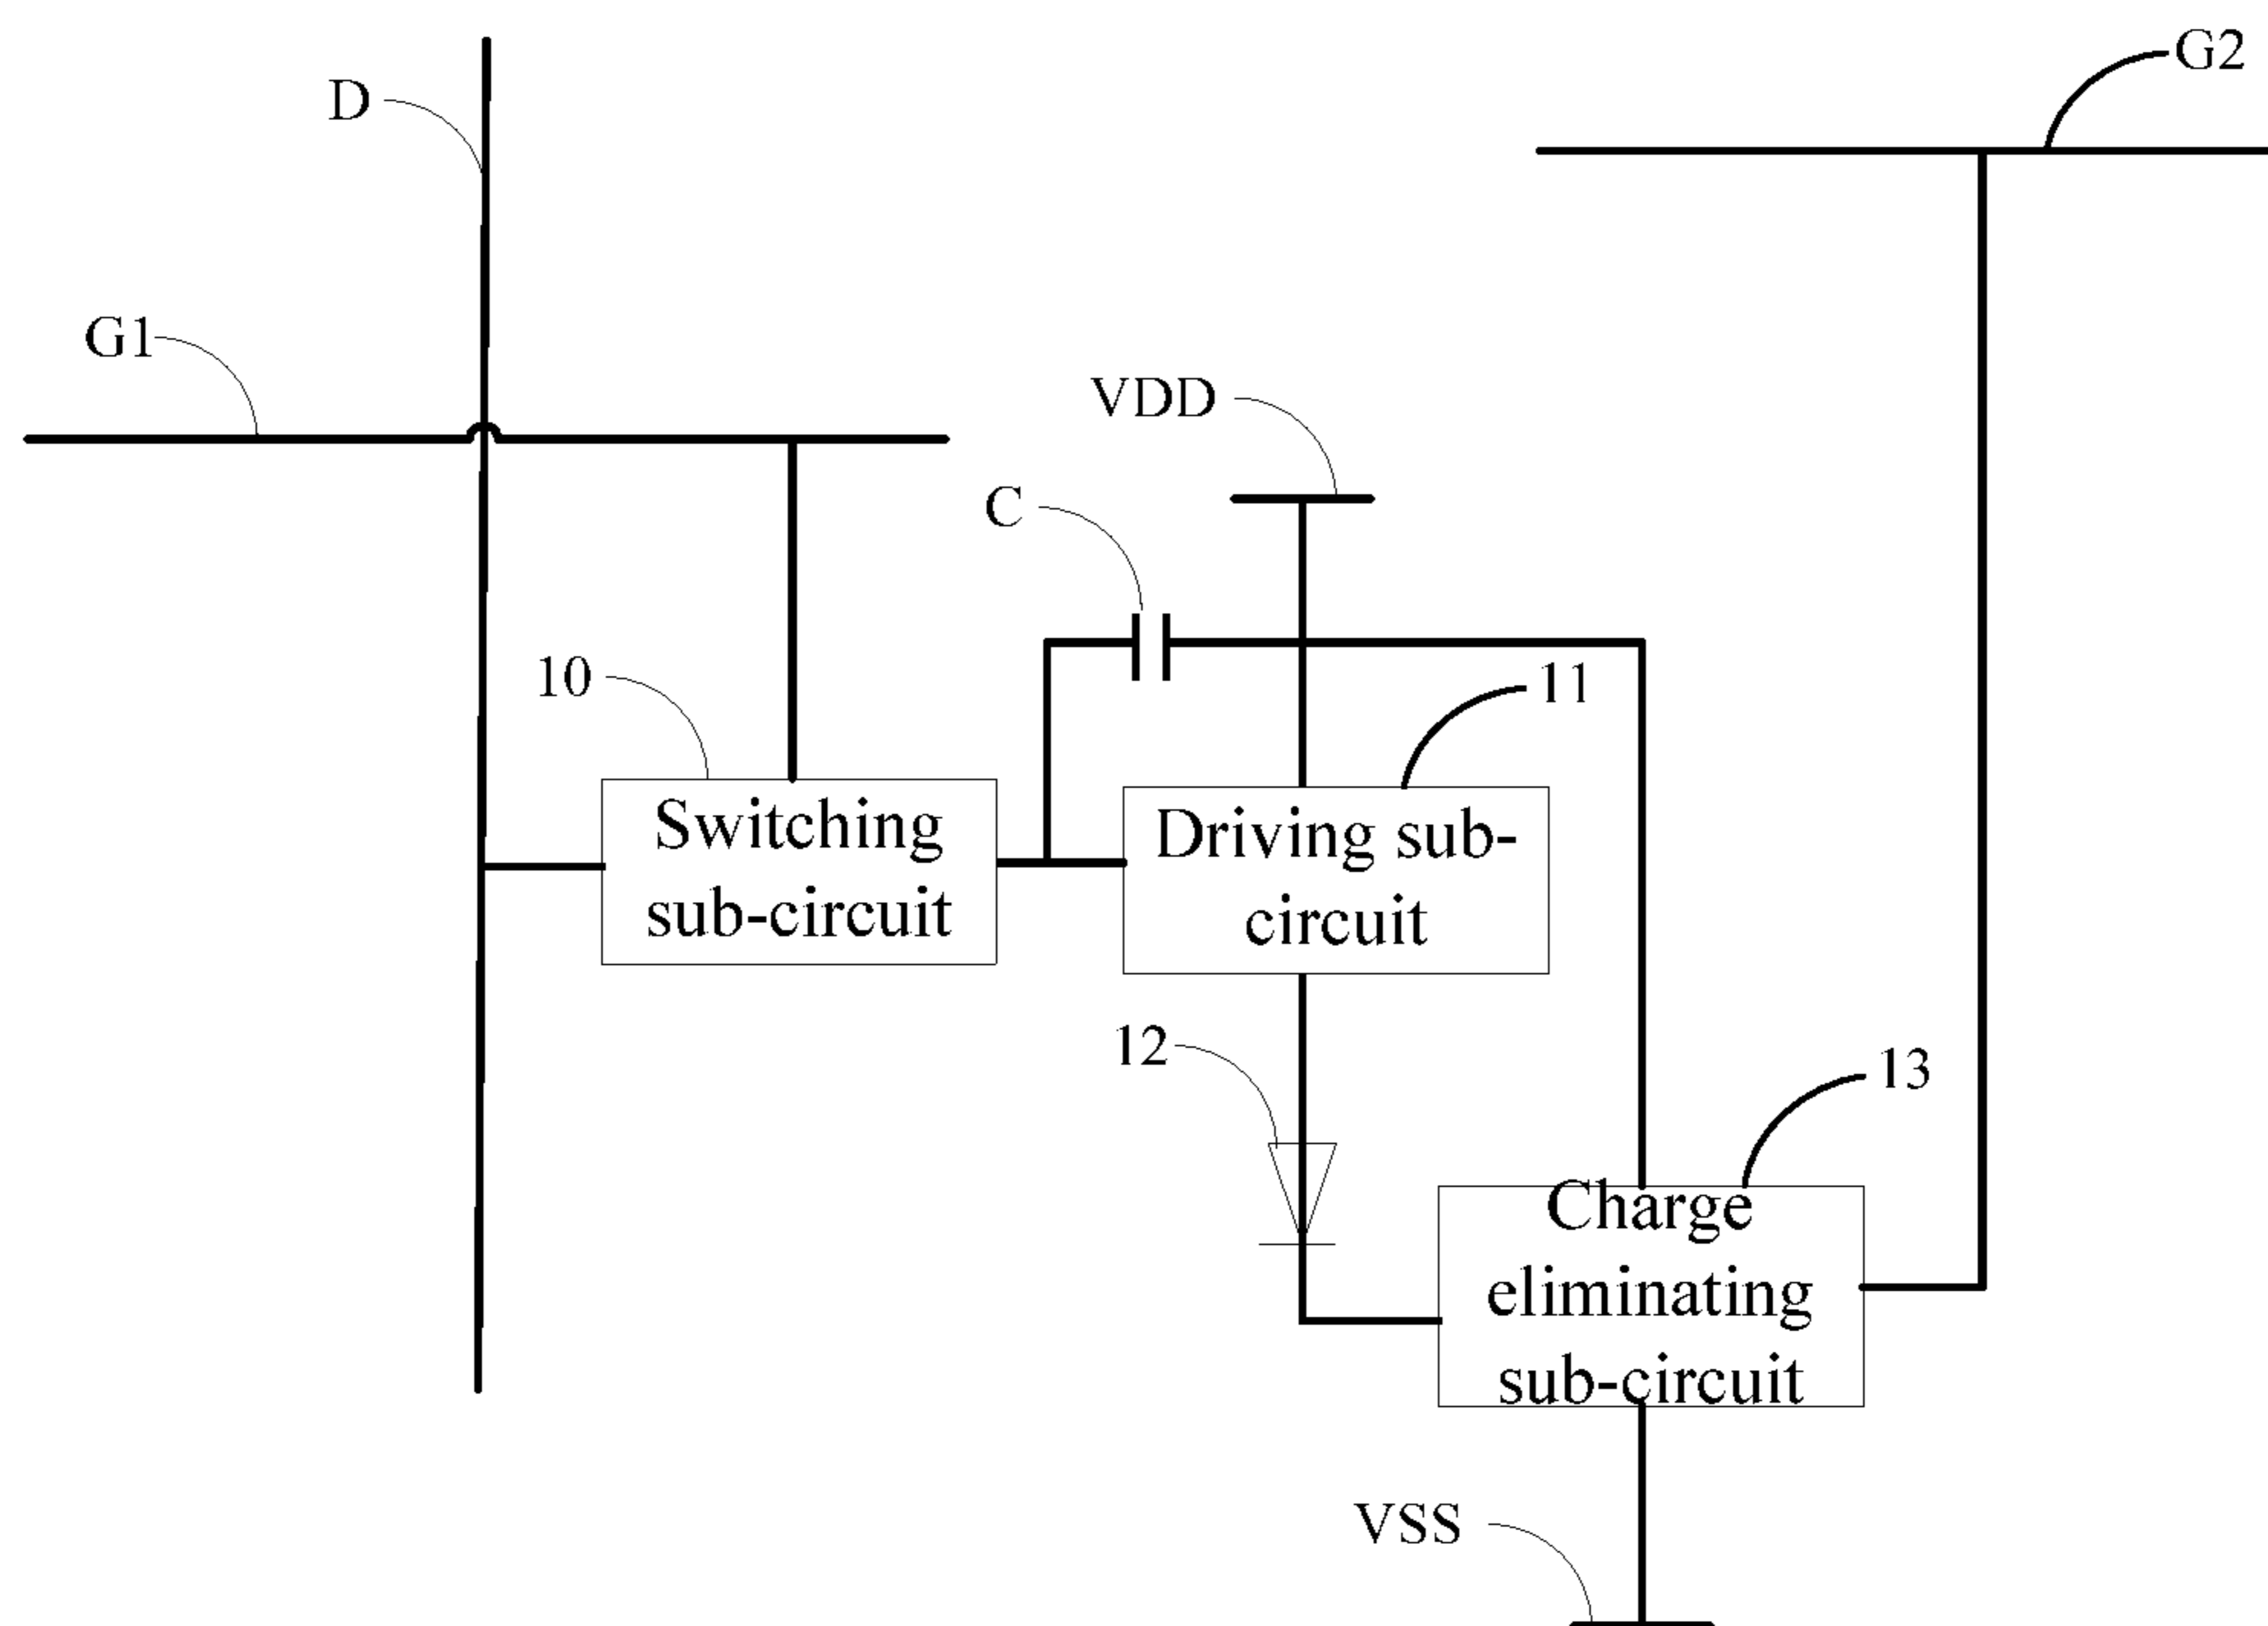 G2
D
G1
VDD
C
10
11
Switching
sub-circuit
Driving sub-
circuit
12
13
Charge
eliminating
sub-circuit
VSS